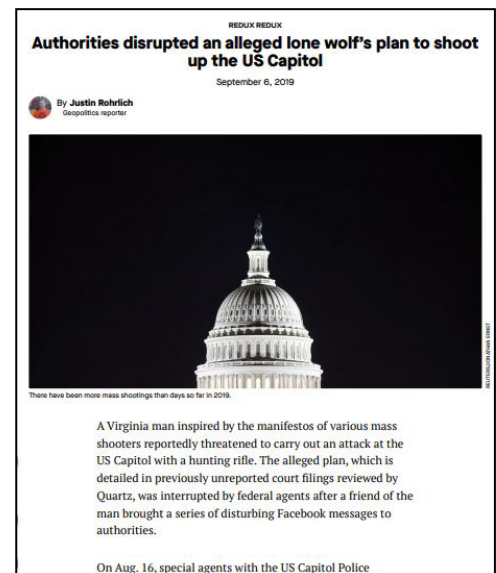 REDUX REDUX
Authorities disrupted an alleged lone wolf’s plan to shoot
up the US Capitol
September 6, 2019
By Justin Rohrlich
Geopolitics reporter
REUTERS/JONATHAN ERNST
There have been more mass shootings than days so far in 2019.
A Virginia man inspired by the manifestos of various mass
shooters reportedly threatened to carry out an attack at the
US Capitol with a hunting rifle. The alleged plan, which is
detailed in previously unreported court filings reviewed by
Quartz, was interrupted by federal agents after a friend of the
man brought a series of disturbing Facebook messages to
authorities.
On Aug. 16, special agents with the US Capitol Police